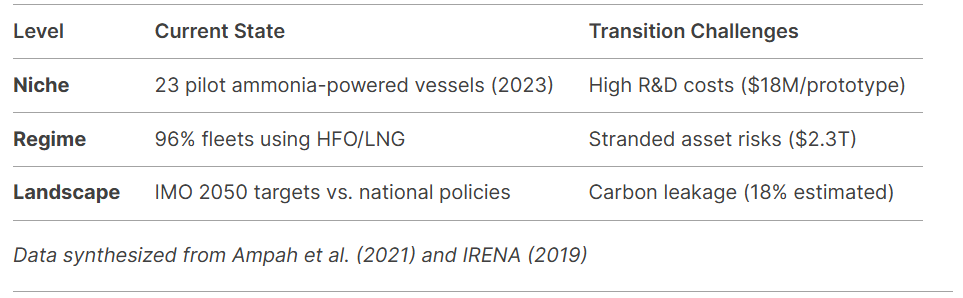 Level Current State Transition Challenges
Niche 23 pilot ammonia-powered vessels (2023) High R&D costs ($18M/prototype)
Regime 96% fleets using HFO/LNG Stranded asset risks ($2.3T)
Landscape IMO 2050 targets vs. national policies Carbon leakage (18% estimated)
Data synthesized from Ampah et al. (2021) and IRENA (2019)